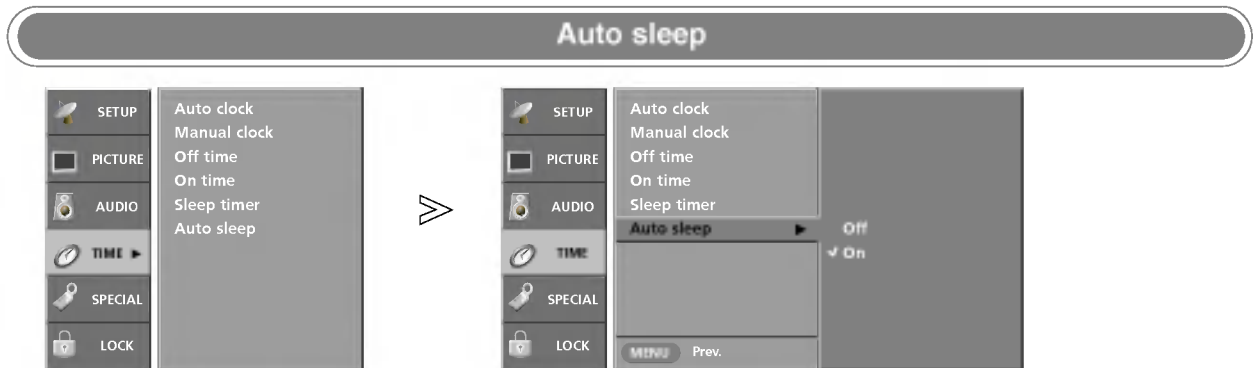 Auto sleep
SETUP
PICTURE
AUDIO
TIME ▶
SPECIAL
LOCK
Auto clock
Manual clock
Off time
On time
Sleep timer
Auto sleep
SETUP
PICTURE
AUDIO
TIME
SPECIAL
LOCK
Auto clock
Manual clock
Off time
On time
Sleep timer
Auto sleep ▶
MENU Prev.
Off
✓ On